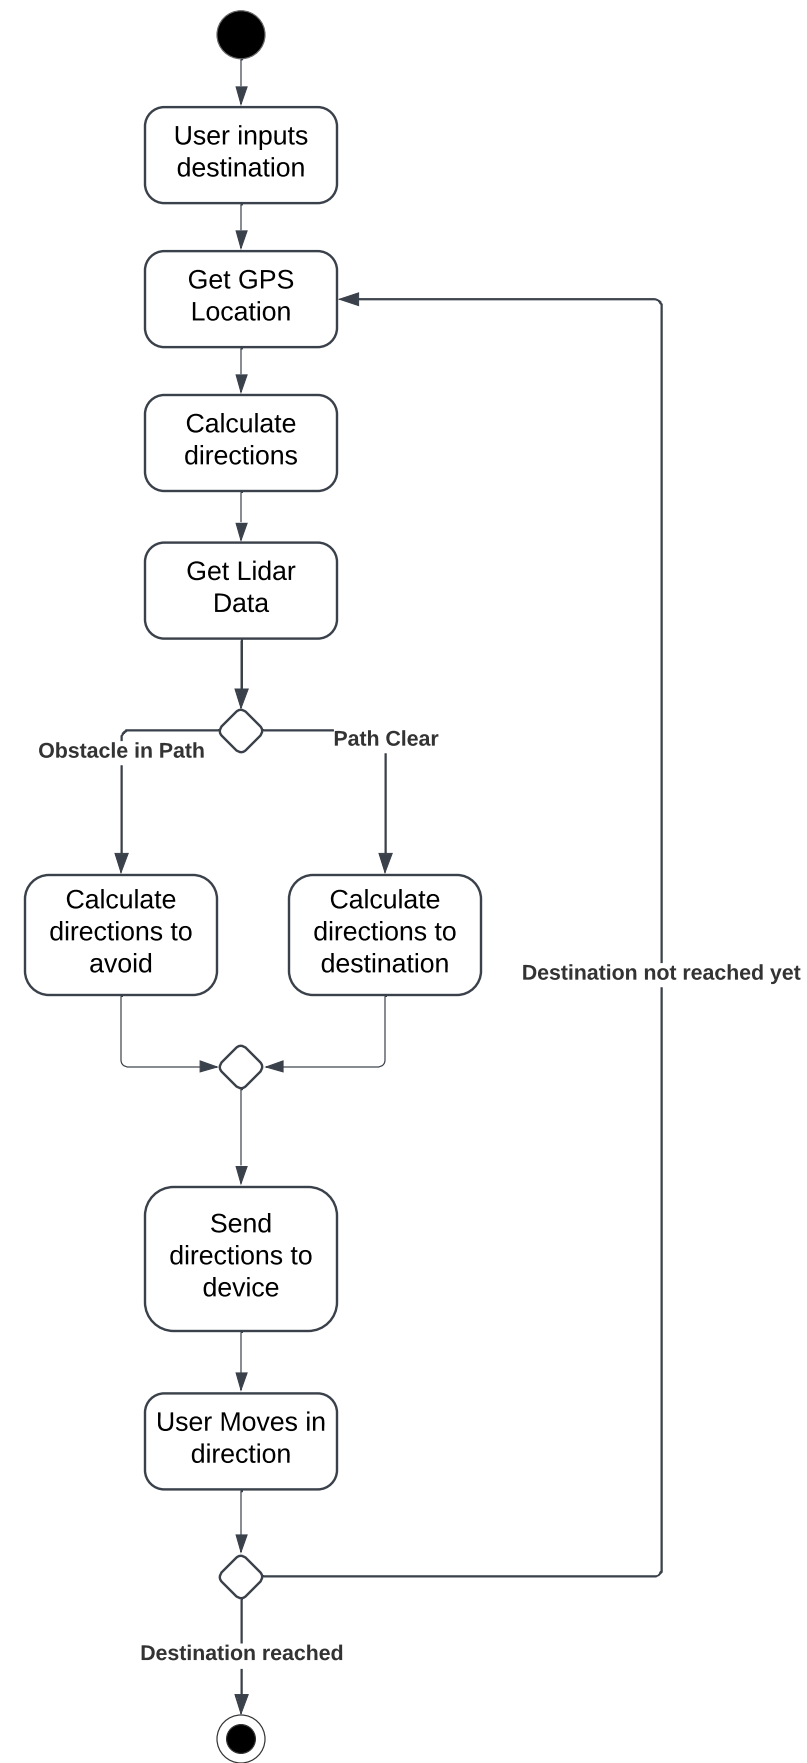 User inputs
destination
Get GPS
Location
Calculate
directions
Get Lidar
Data
Obstacle in Path
Path Clear
Calculate
directions to
avoid
Calculate
directions to
destination
Destination not reached yet
Send
directions to
device
User Moves in
direction
Destination reached